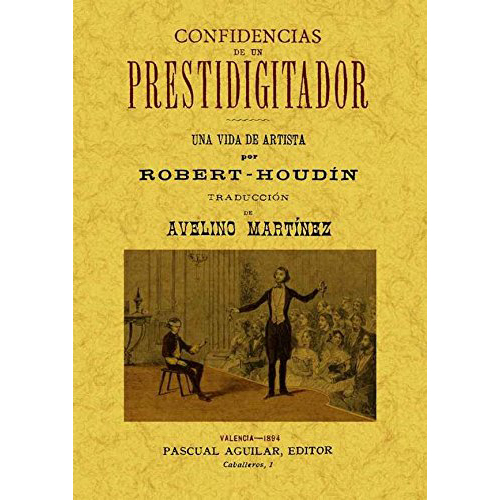 CONFIDENCIAS
DE UN
PRESTIDIGITADOR
UNA VIDA DE ARTISTA
por
ROBERT-HOUDÍN
TRADUCCIÓN
DE
AVELINO MARTÍNEZ
VALENCIA—1894
PASCUAL AGUILAR, EDITOR
Caballeros, 1